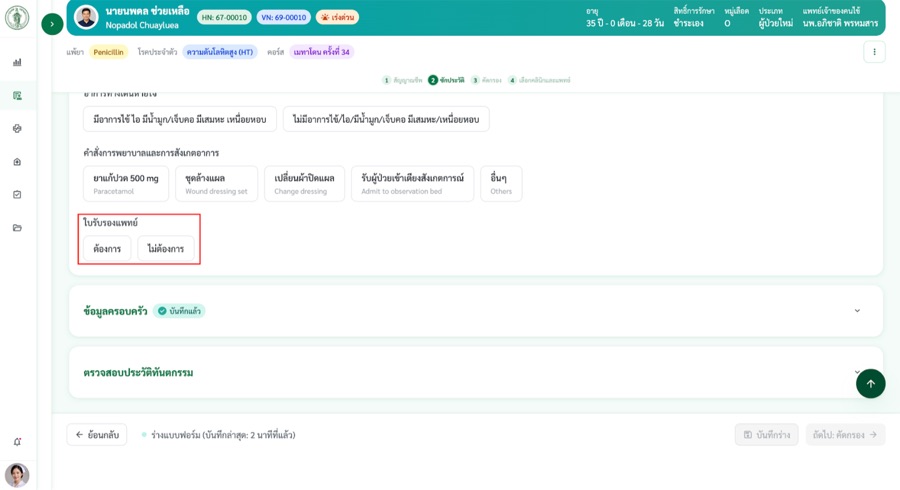 นายนพดล ช่วยเหลือ
HN: 67-00010
VN: 69-00010
เร่งด่วน
Nopadol Chuayluea
อายุ
35 ปี - 0 เดือน - 28 วัน
สิทธิ์การรักษา
ชำระเอง
หมู่เลือด
O
ประเภท
ผู้ป่วยใหม่
แพทย์เจ้าของคนไข้
นพ.อภิชาติ พรหมสาร
แพ้ยา Penicillin โรคประจำตัว ความดันโลหิตสูง (HT) คอร์ส เมทาโดน ครั้งที่ 34
1 สัญญาณชีพ 2 ซักประวัติ 3 คัดกรอง 4 เลือกคลินิกและแพทย์
อาการทางเดินหายใจ
มีอาการไข้ ไอ มีน้ำมูก/เจ็บคอ มีเสมหะ เหนื่อยหอบ
ไม่มีอาการไข้/ไอ/มีน้ำมูก/เจ็บคอ มีเสมหะ/เหนื่อยหอบ
คำสั่งการพยาบาลและการสังเกตอาการ
ยาแก้ปวด 500 mg
Paracetamol
ชุดล้างแผล
Wound dressing set
เปลี่ยนผ้าปิดแผล
Change dressing
รับผู้ป่วยเข้าเตียงสังเกตการณ์
Admit to observation bed
อื่นๆ
Others
ใบรับรองแพทย์
ต้องการ
ไม่ต้องการ
ข้อมูลครอบครัว บันทึกแล้ว
ตรวจสอบประวัติทันตกรรม
ย้อนกลับ
ร่างแบบฟอร์ม (บันทึกล่าสุด: 2 นาทีที่แล้ว)
บันทึกร่าง
ถัดไป: คัดกรอง